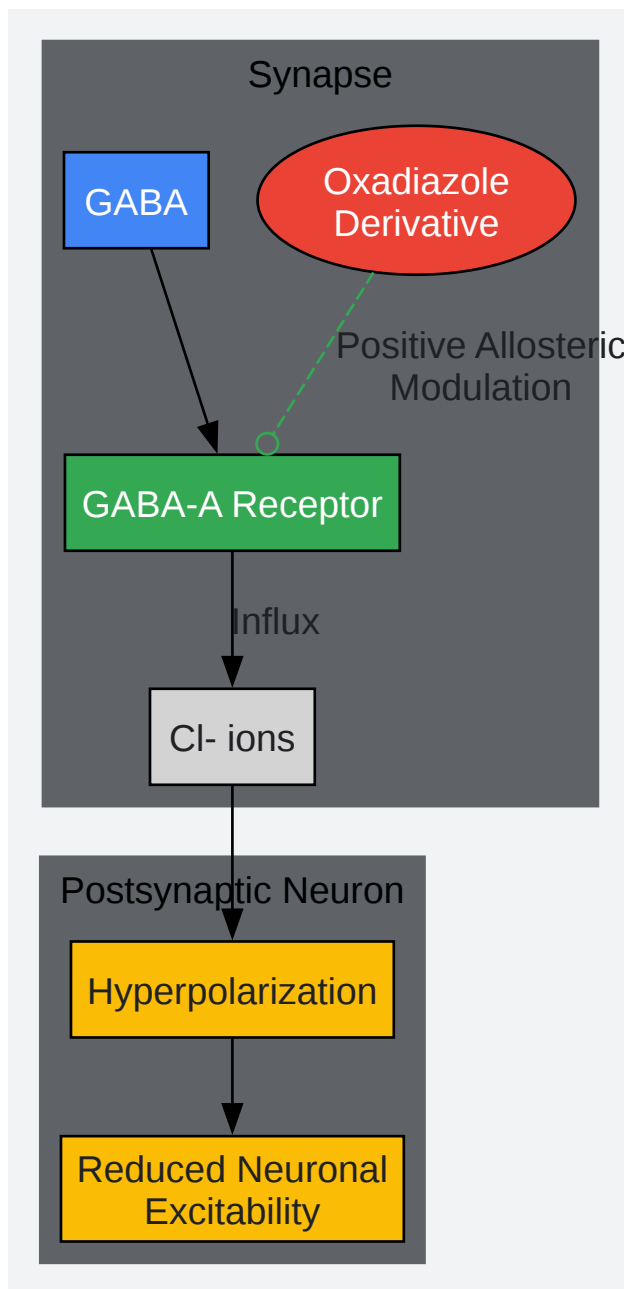 Synapse
GABA
Oxadiazole
Derivative
Positive Allosteric
Modulation
GABA-A Receptor
Influx
Cl- ions
Postsynaptic Neuron
Hyperpolarization
Reduced Neuronal
Excitability